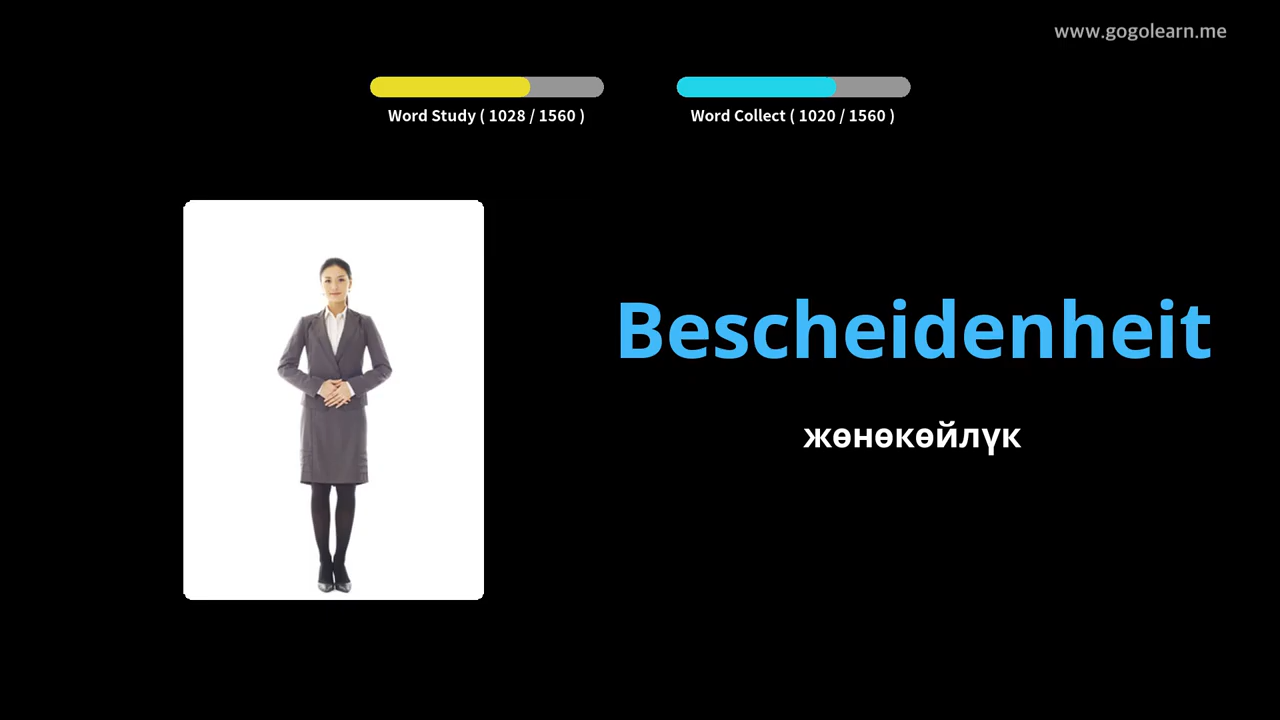 www.gogolearn.me
Word Study ( 1028 / 1560 )
Word Collect ( 1020 / 1560 )
Bescheidenheit
жөнөкөйлүк